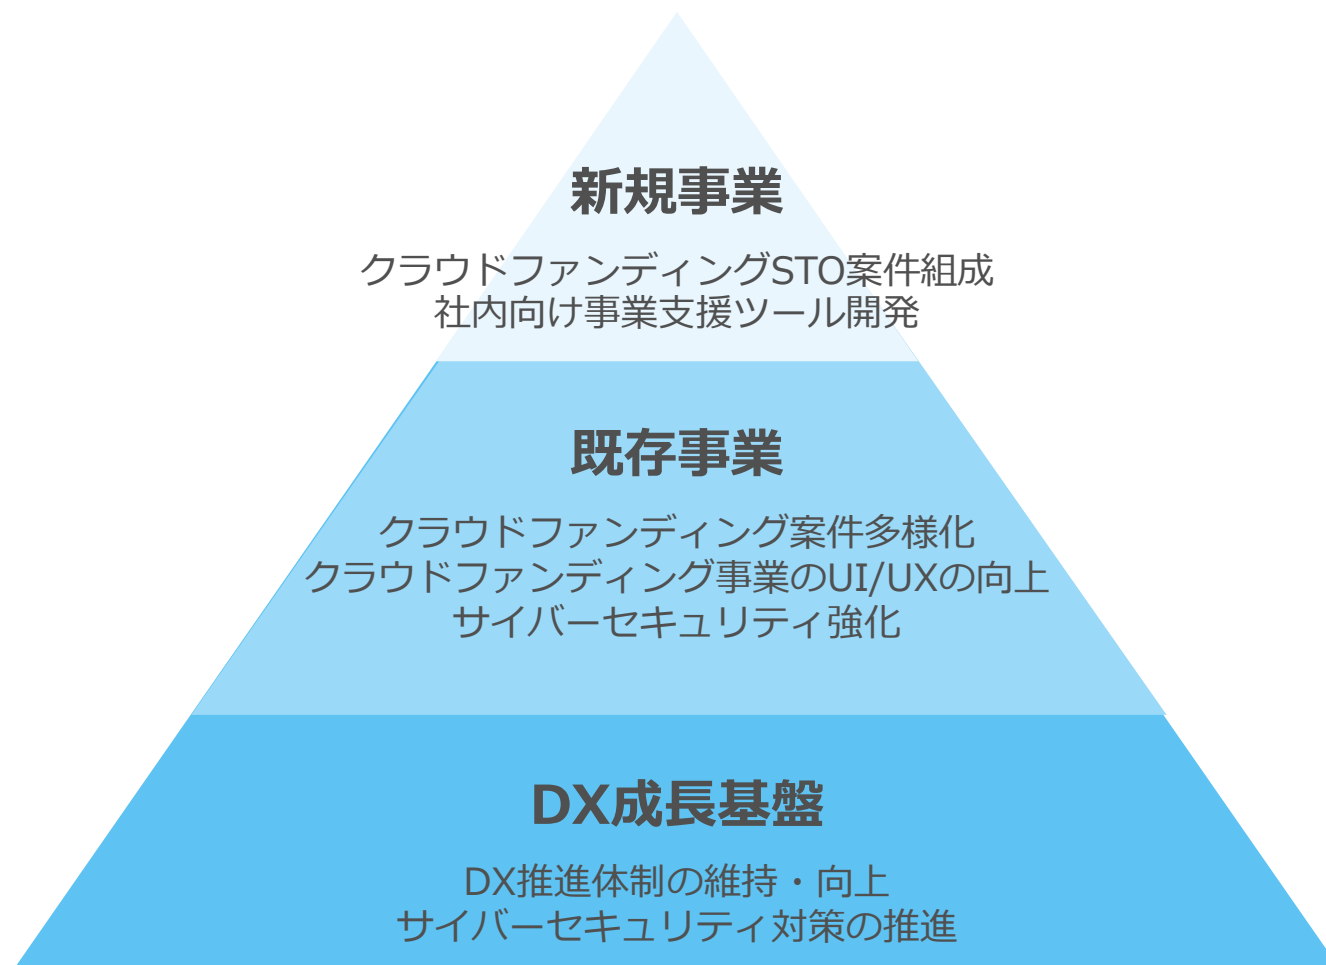 新規事業
クラウドファンディングSTO案件組成
社内向け事業支援ツール開発
既存事業
クラウドファンディング案件多様化
クラウドファンディング事業のUI/UXの向上
サイバーセキュリティ強化
DX成長基盤
DX推進体制の維持・向上
サイバーセキュリティ対策の推進